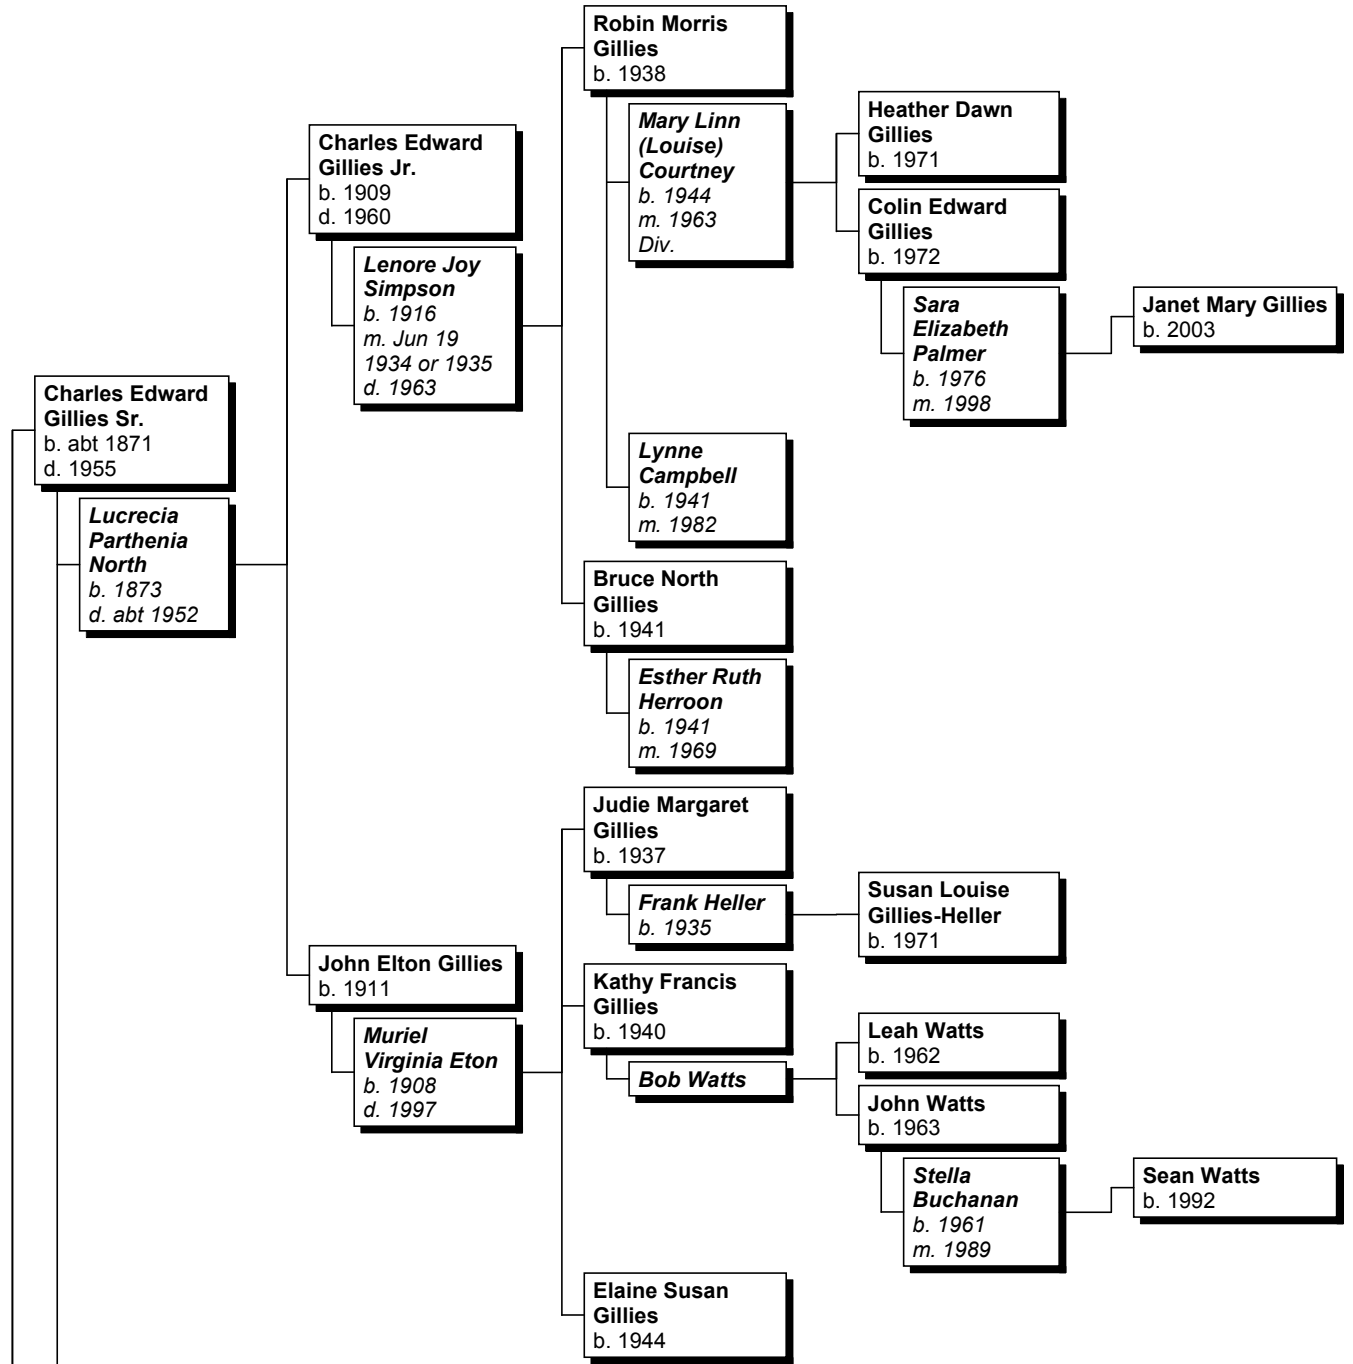 Robin Morris
Gillies
b. 1938
Mary Linn
(Louise)
Courtney
b. 1944
m. 1963
Div.
Heather Dawn
Gillies
b. 1971
Colin Edward
Gillies
b. 1972
Sara
Elizabeth
Palmer
b. 1976
m. 1998
Janet Mary Gillies
b. 2003
Charles Edward
Gillies Jr.
b. 1909
d. 1960
Lenore Joy
Simpson
b. 1916
m. Jun 19
1934 or 1935
d. 1963
Charles Edward
Gillies Sr.
b. abt 1871
d. 1955
Lucrecia
Parthenia
North
b. 1873
d. abt 1952
Lynne
Campbell
b. 1941
m. 1982
Bruce North
Gillies
b. 1941
Esther Ruth
Herroon
b. 1941
m. 1969
Judie Margaret
Gillies
b. 1937
Frank Heller
b. 1935
Susan Louise
Gillies-Heller
b. 1971
John Elton Gillies
b. 1911
Muriel
Virginia Eton
b. 1908
d. 1997
Kathy Francis
Gillies
b. 1940
Bob Watts
Leah Watts
b. 1962
John Watts
b. 1963
Stella
Buchanan
b. 1961
m. 1989
Sean Watts
b. 1992
Elaine Susan
Gillies
b. 1944